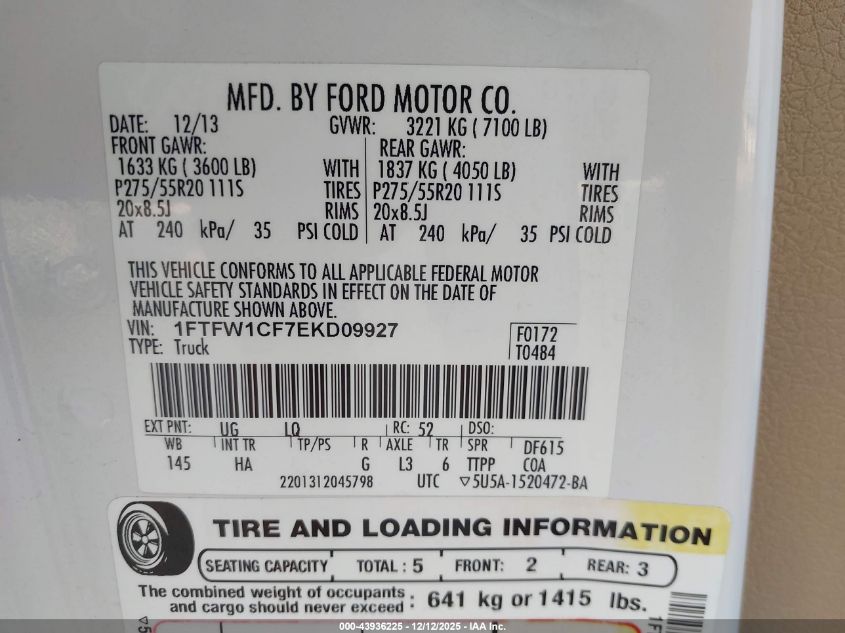 MFD. BY FORD MOTOR CO.
DATE: 12/13 GVWR: 3221 KG ( 7100 LB)
FRONT GAWR: REAR GAWR:
1633 KG ( 3600 LB) WITH 1837 KG ( 4050 LB) WITH
P275/55R20 111S TIRES P275/55R20 111S TIRES
20x8.5J RIMS 20x8.5J RIMS
AT 240 kPa/ 35 PSI COLD AT 240 kPa/ 35 PSI COLD
THIS VEHICLE CONFORMS TO ALL APPLICABLE FEDERAL MOTOR
VEHICLE SAFETY STANDARDS IN EFFECT ON THE DATE OF
MANUFACTURE SHOWN ABOVE.
VIN: 1FTFW1CF7EKD09927 F0172
TYPE: Truck T0484
EXT PNT: UG LQ RC: 52 DSO:
WB INT TR TP/PS R AXLE TR SPR DF615
145 HA G L3 6 TTPP COA
2201312045798 UTC ▽5U5A-1520472-BA
TIRE AND LOADING INFORMATION
SEATING CAPACITY TOTAL : 5 FRONT: 2 REAR: 3
The combined weight of occupants
and cargo should never exceed : 641 kg or 1415 lbs.
000-43936225 - 12/12/2025 - IAA Inc.